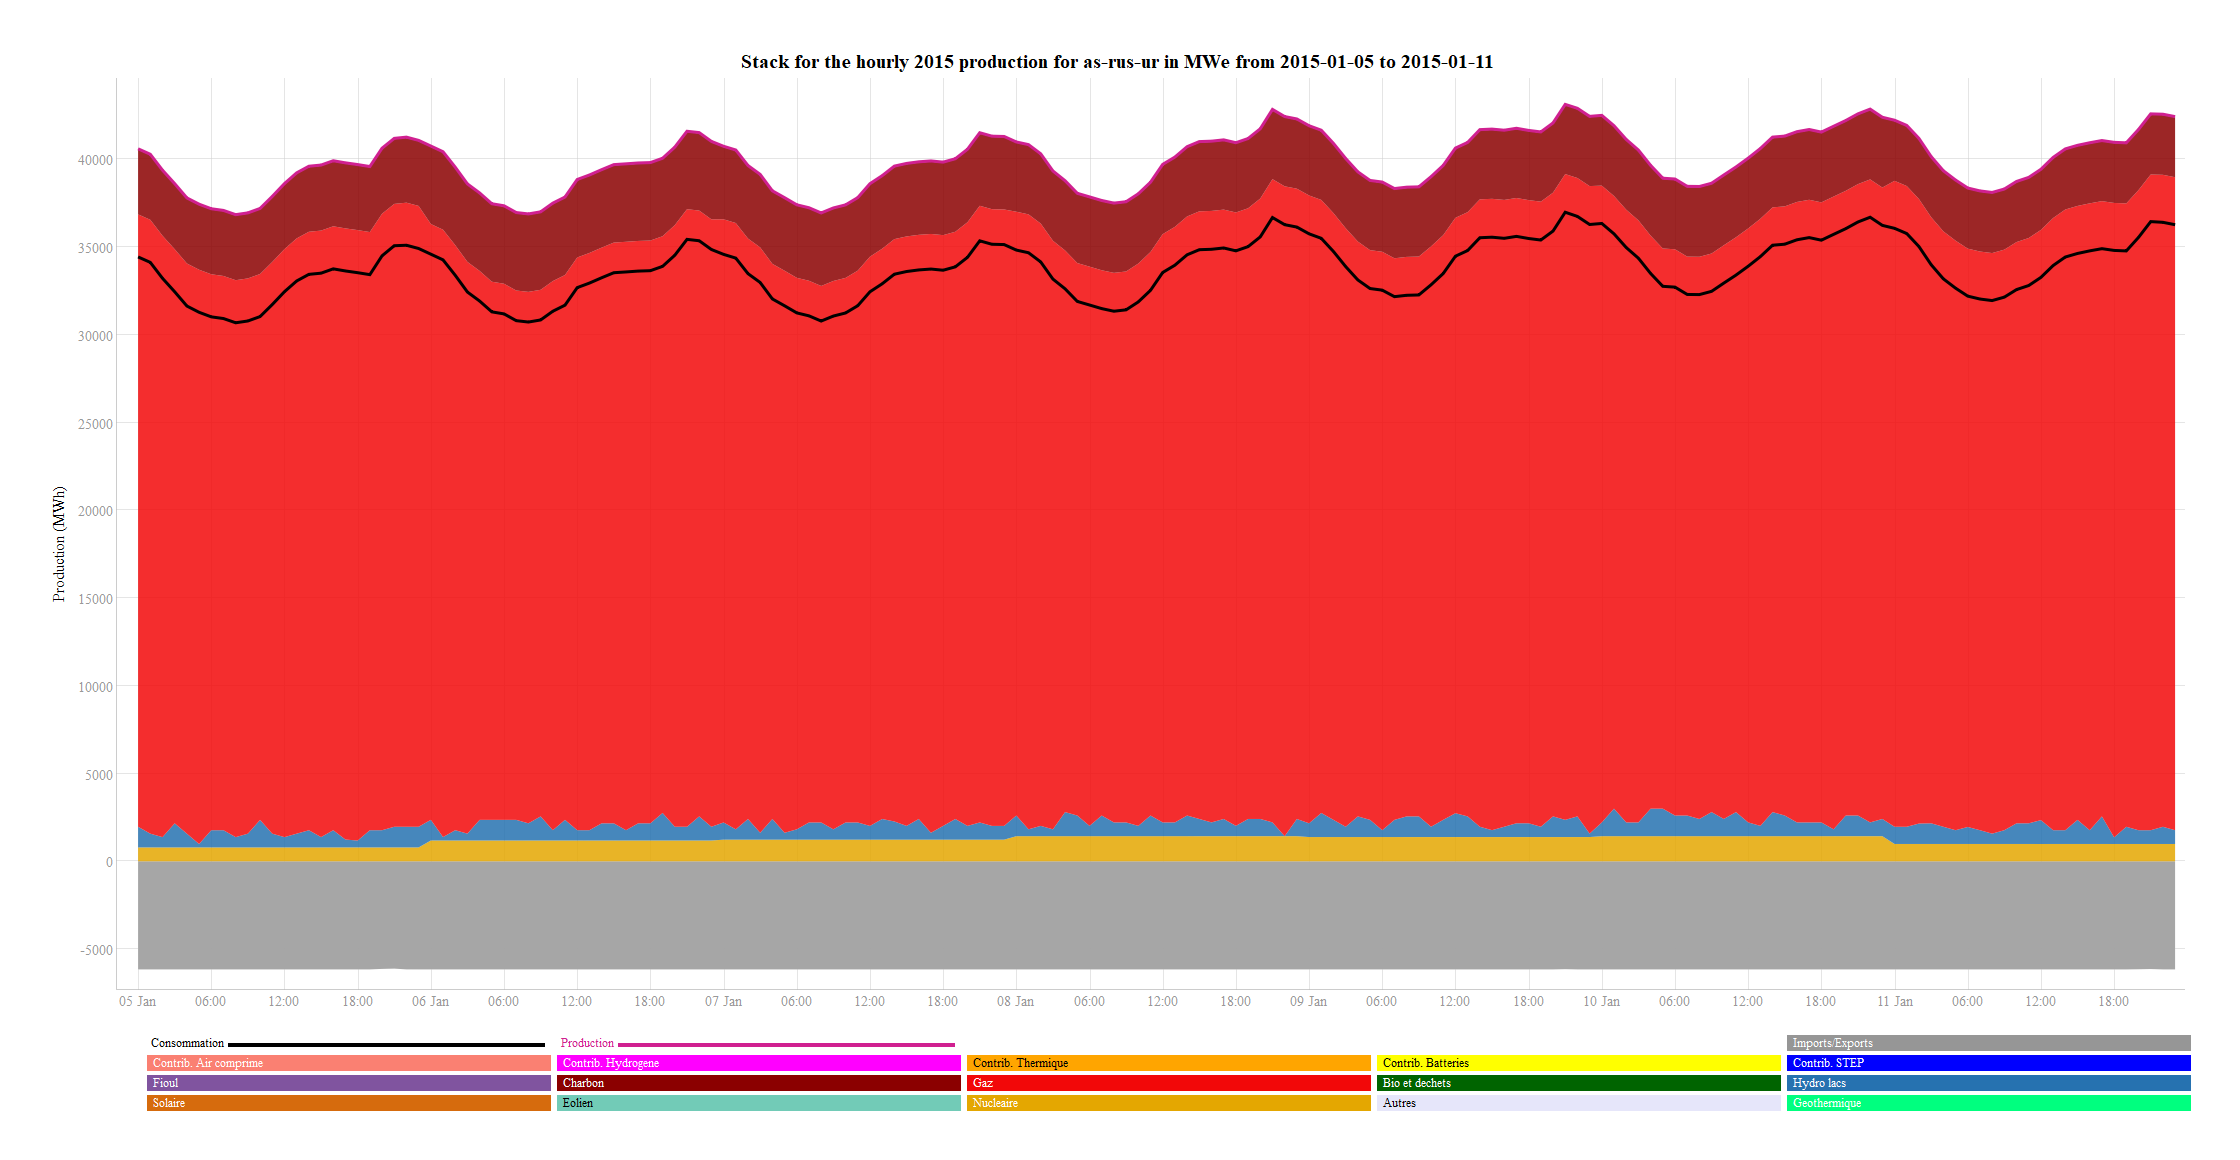 Stack for the hourly 2015 production for as-rus-ur in MWe from 2015-01-05 to 2015-01-11
Production (MWh)
40000
35000
30000
25000
20000
15000
10000
5000
0
-5000
05 Jan 06:00 12:00 18:00 06 Jan 06:00 12:00 18:00 07 Jan 06:00 12:00 18:00 08 Jan 06:00 12:00 18:00 09 Jan 06:00 12:00 18:00 10 Jan 06:00 12:00 18:00 11 Jan 06:00 12:00 18:00
Consommation Production Imports/Exports
Contrib. Air comprime Contrib. Hydrogene Contrib. Thermique Contrib. Batteries Contrib. STEP
Fioul Charbon Gaz Bio et dechets Hydro lacs
Solaire Eolien Nucleaire Autres Geothermique